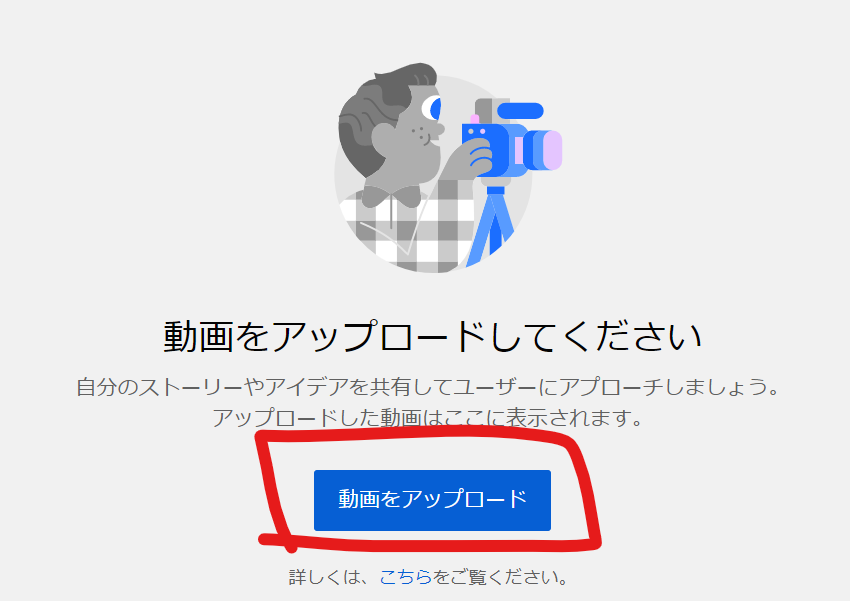 動画をアップロードしてください
自分のストーリーやアイデアを共有してユーザーにアプローチしましょう。
アップロードした動画はここに表示されます。
動画をアップロード
詳しくは、こちらをご覧ください。